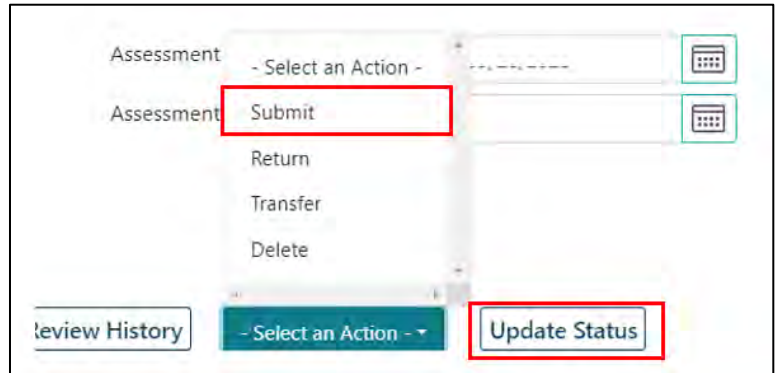 Assessment
- Select an Action -
Assessment
Submit
Return
Transfer
Delete
Review History
- Select an Action -
Update Status